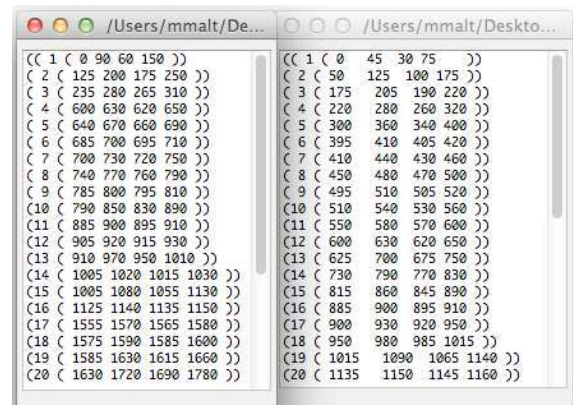 /Users/mmalt/De...
(( 1 ( 0 90 60 150 ))
( 2 ( 125 200 175 250 ))
( 3 ( 235 280 265 310 ))
( 4 ( 600 630 620 650 ))
( 5 ( 640 670 660 690 ))
( 6 ( 685 700 695 710 ))
( 7 ( 700 730 720 750 ))
( 8 ( 740 770 760 790 ))
( 9 ( 785 800 795 810 ))
(10 ( 790 850 830 890 ))
(11 ( 885 900 895 910 ))
(12 ( 905 920 915 930 ))
(13 ( 910 970 950 1010 ))
(14 ( 1005 1020 1015 1030 ))
(15 ( 1005 1080 1055 1130 ))
(16 ( 1125 1140 1135 1150 ))
(17 ( 1555 1570 1565 1580 ))
(18 ( 1575 1590 1585 1600 ))
(19 ( 1585 1630 1615 1660 ))
(20 ( 1630 1720 1690 1780 ))
/Users/mmalt/Deskto...
(( 1 ( 0 45 30 75 ))
( 2 ( 50 125 100 175 ))
( 3 ( 175 205 190 220 ))
( 4 ( 220 280 260 320 ))
( 5 ( 300 360 340 400 ))
( 6 ( 395 410 405 420 ))
( 7 ( 410 440 430 460 ))
( 8 ( 450 480 470 500 ))
( 9 ( 495 510 505 520 ))
(10 ( 510 540 530 560 ))
(11 ( 550 580 570 600 ))
(12 ( 600 630 620 650 ))
(13 ( 625 700 675 750 ))
(14 ( 730 790 770 830 ))
(15 ( 815 860 845 890 ))
(16 ( 885 900 895 910 ))
(17 ( 900 930 920 950 ))
(18 ( 950 980 985 1015 ))
(19 ( 1015 1090 1065 1140 ))
(20 ( 1135 1150 1145 1160 ))